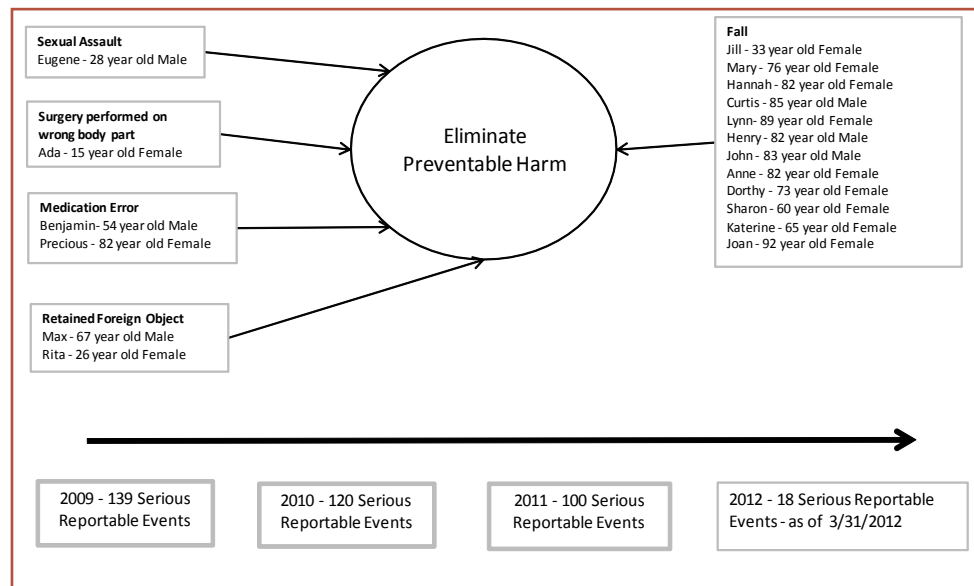 Sexual Assault
Eugene - 28 year old Male
Surgery performed on
wrong body part
Ada - 15 year old Female
Medication Error
Benjamin- 54 year old Male
Precious - 82 year old Female
Retained Foreign Object
Max - 67 year old Male
Rita - 26 year old Female
Eliminate
Preventable Harm
Fall
Jill - 33 year old Female
Mary - 76 year old Female
Hannah - 82 year old Female
Curtis - 85 year old Male
Lynn- 89 year old Female
Henry - 82 year old Male
John - 83 year old Male
Anne - 82 year old Female
Dorthy - 73 year old Female
Sharon - 60 year old Female
Katerine - 65 year old Female
Joan - 92 year old Female
2009 - 139 Serious
Reportable Events
2010 - 120 Serious
Reportable Events
2011 - 100 Serious
Reportable Events
2012 - 18 Serious Reportable
Events - as of 3/31/2012